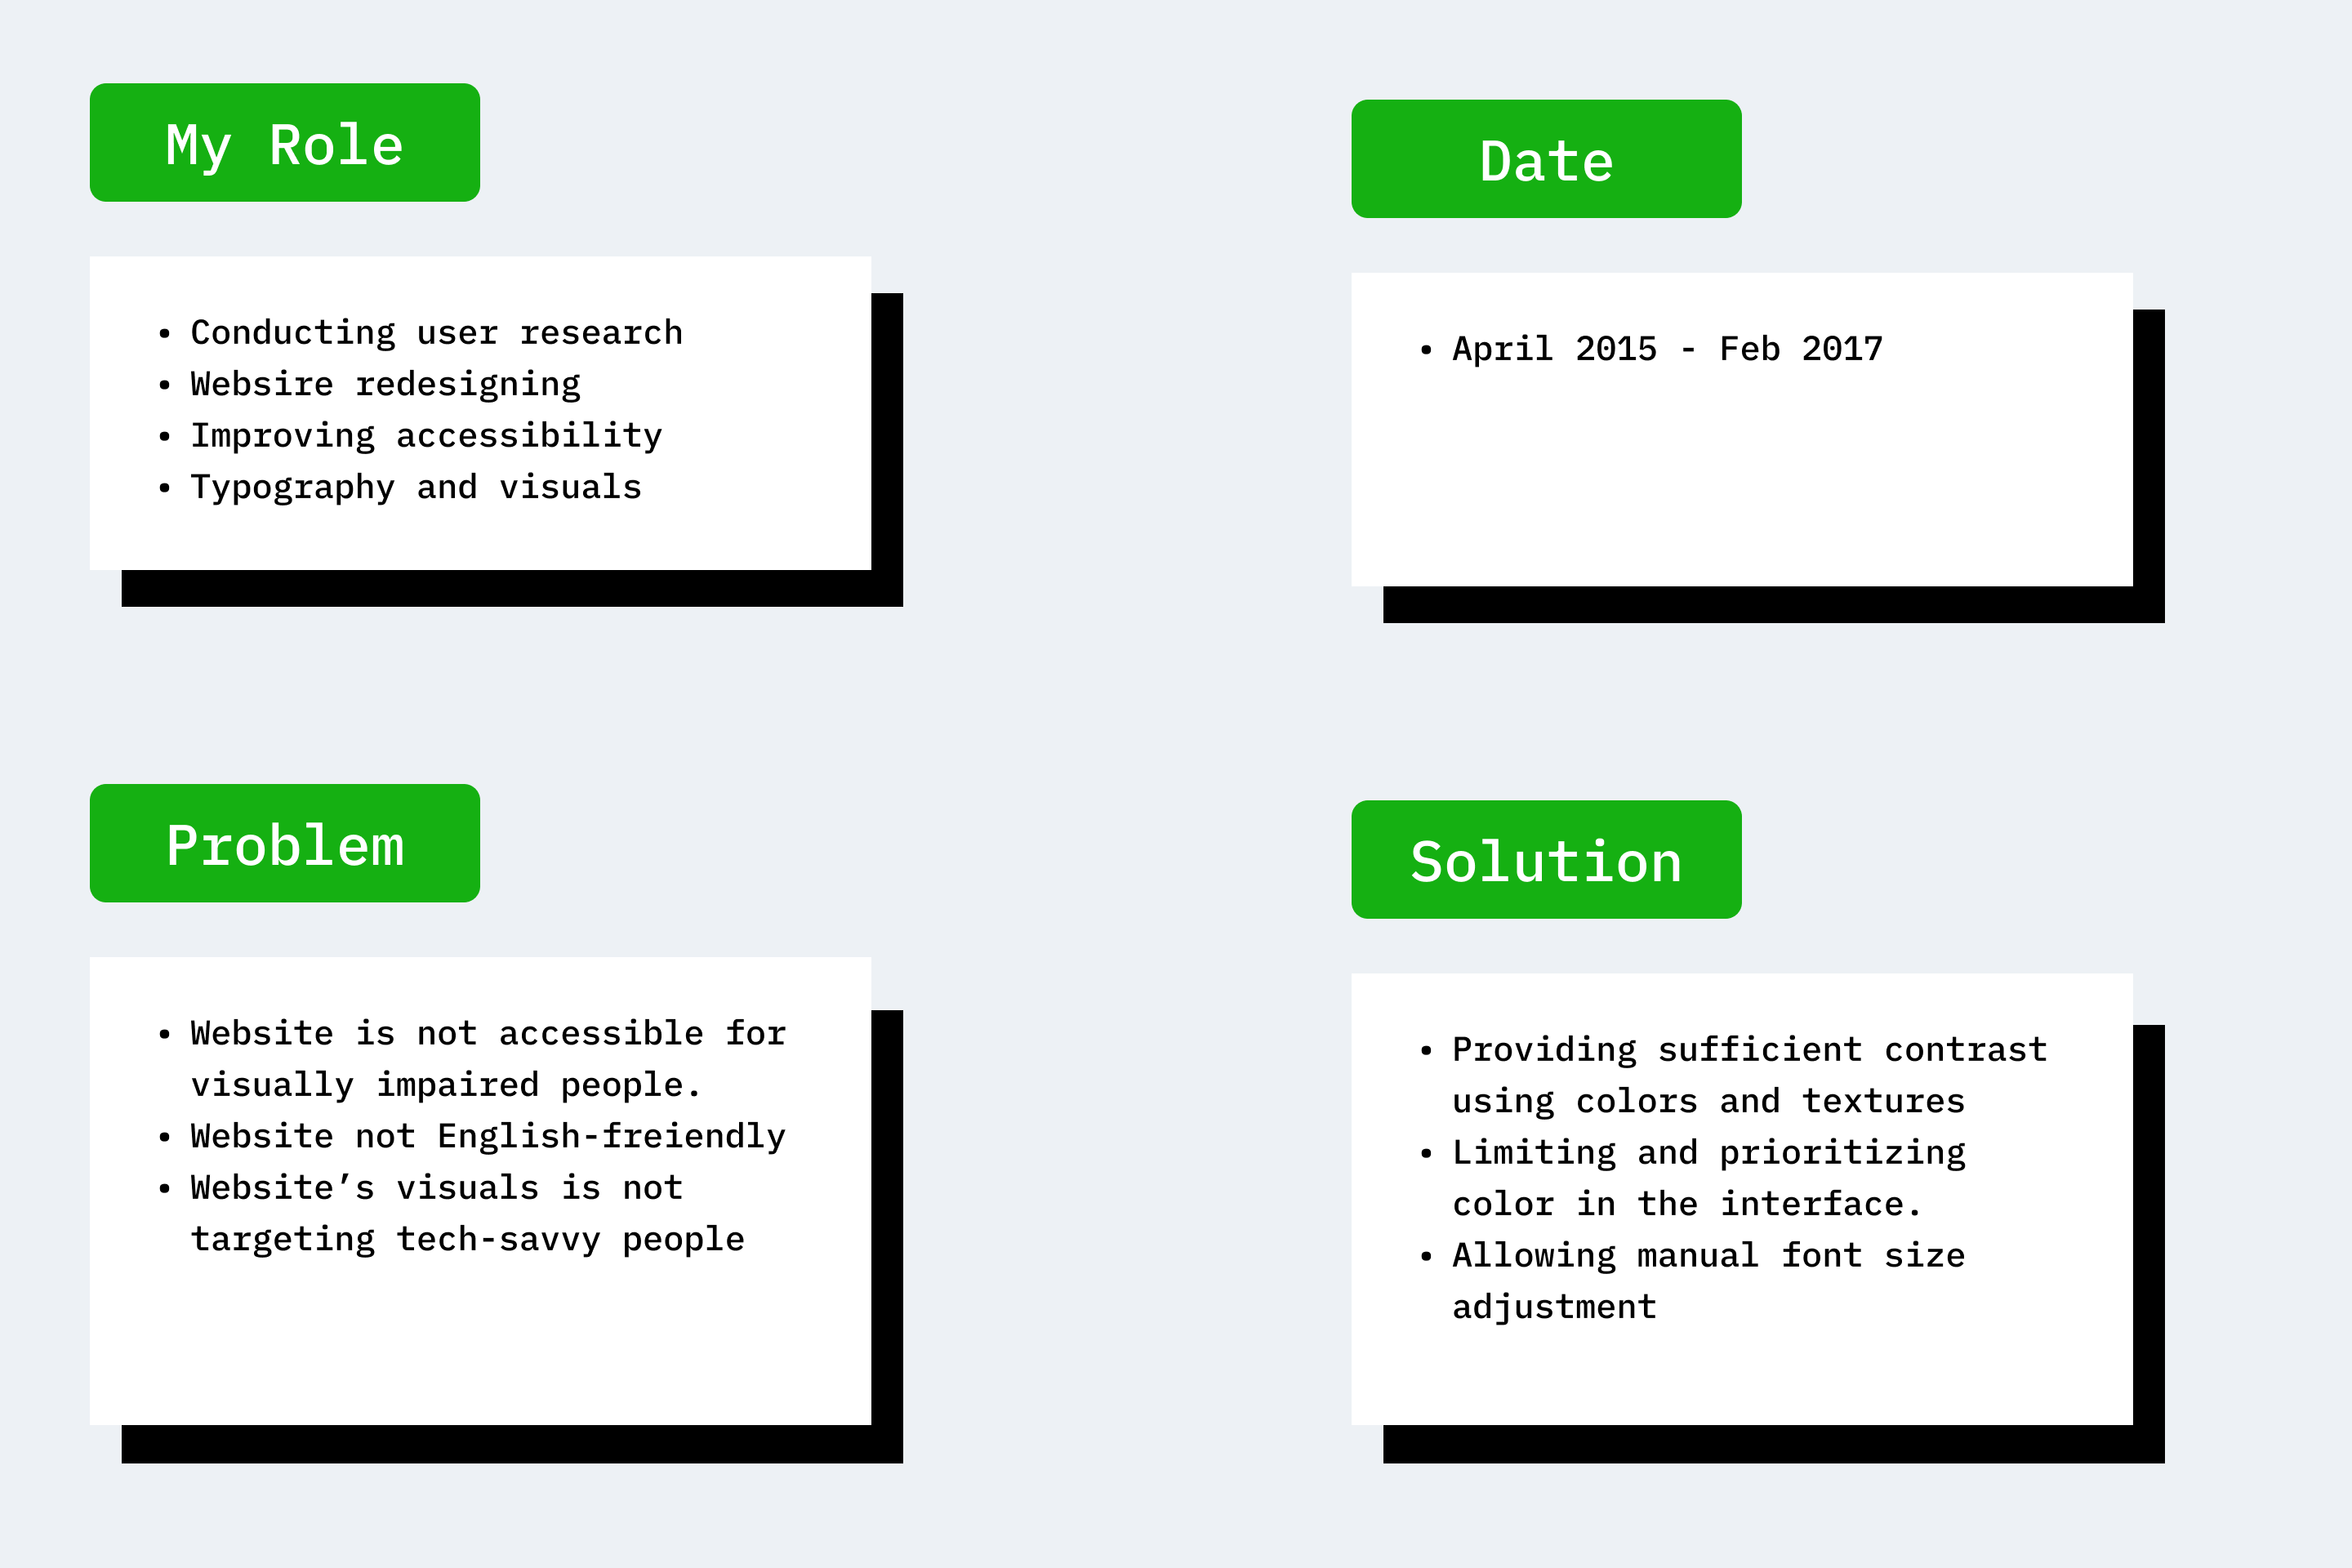 My Role
• Conducting user research
• Websire redesigning
• Improving accessibility
• Typography and visuals
Date
• April 2015 - Feb 2017
Problem
• Website is not accessible for
visually impaired people.
• Website not English-freiendly
• Website’s visuals is not
targeting tech-savvy people
Solution
• Providing sufficient contrast
using colors and textures
• Limiting and prioritizing
color in the interface.
• Allowing manual font size
adjustment